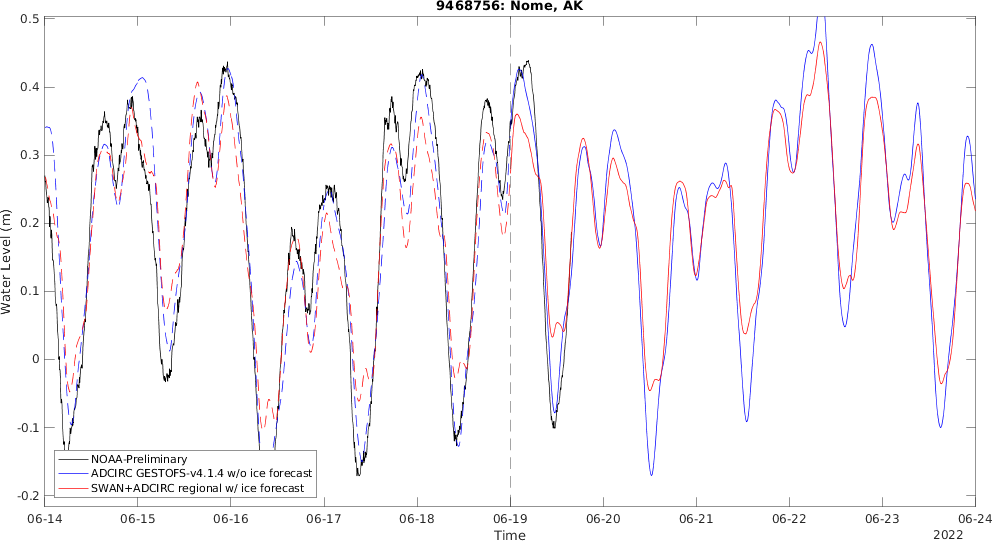 9468756: Nome, AK
0.5
0.4
0.3
0.2
0.1
0
-0.1
-0.2
Water Level (m)
NOAA-Preliminary
ADCIRC GESTOFS-v4.1.4 w/o ice forecast
SWAN+ADCIRC regional w/ ice forecast
06-14 06-15 06-16 06-17 06-18 06-19 06-20 06-21 06-22 06-23 06-24
Time
2022